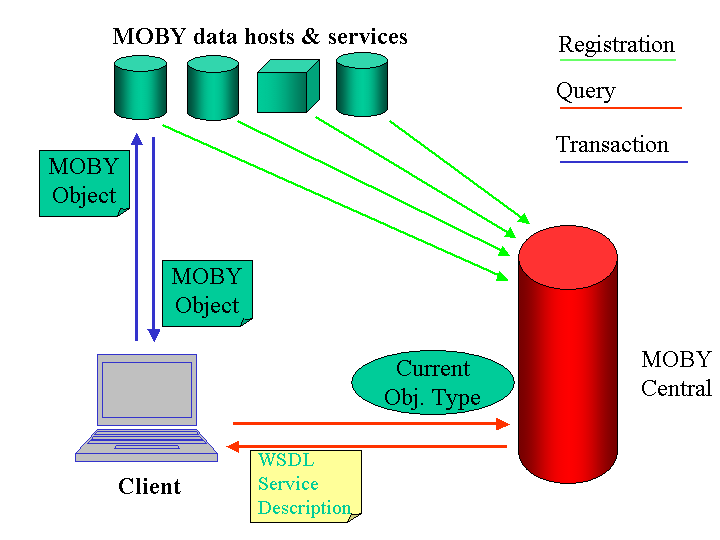 MOBY data hosts & services
Registration
Query
Transaction
MOBY
Object
MOBY
Object
Current
Obj. Type
MOBY
Central
WSDL
Service
Description
Client